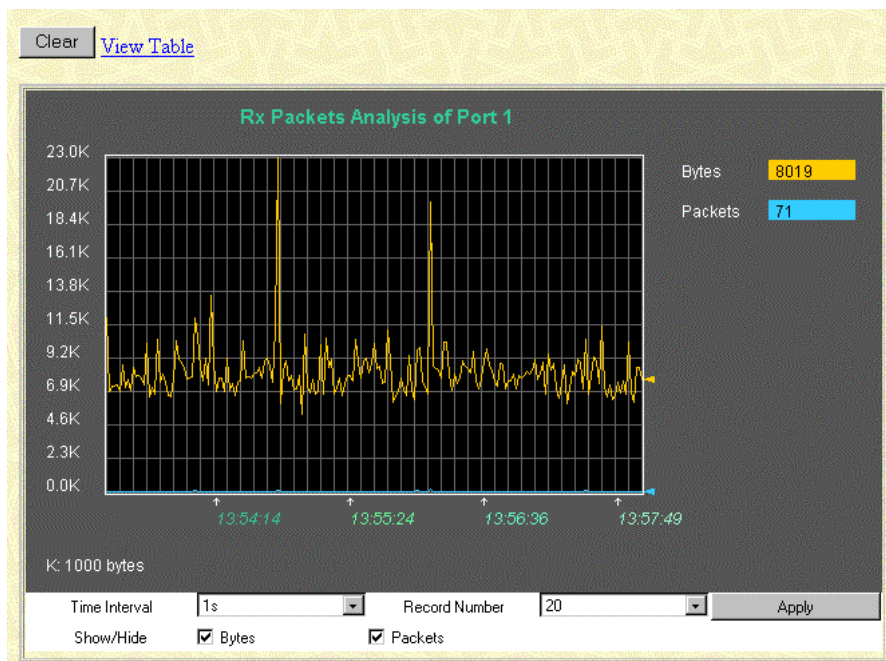 Clear View Table
Rx Packets Analysis of Port 1
23.0K
20.7K
18.4K
16.1K
13.8K
11.5K
9.2K
6.9K
4.6K
2.3K
0.0K
Bytes 8019
Packets 71
13:54:14 13:55:24 13:56:36 13:57:49
K: 1000 bytes
Time Interval 1s Record Number 20 Apply
Show/Hide Bytes Packets